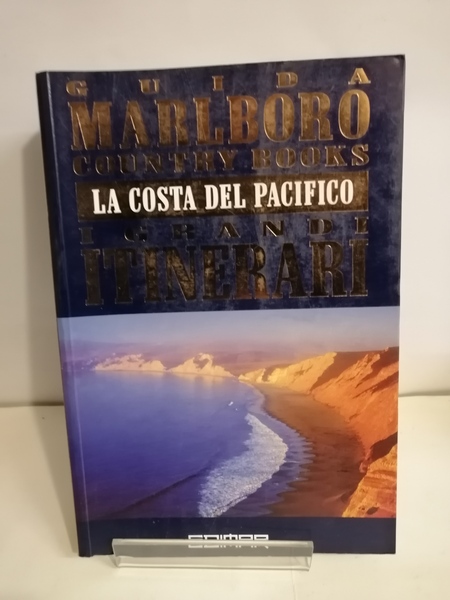 GUIDA
MARLBORO
COUNTRY BOOKS
LA COSTA DEL PACIFICO
I GRANDI
ITINERARI